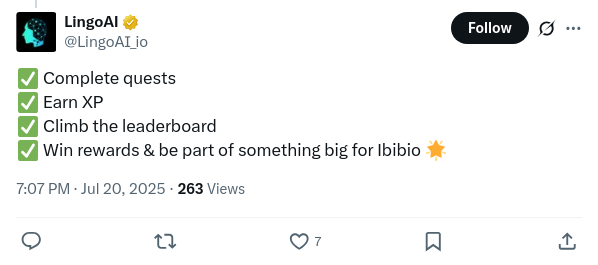 LingoAI
@LingoAI_io
Follow
✅ Complete quests
✅ Earn XP
✅ Climb the leaderboard
✅ Win rewards & be part of something big for Ibibio 🌟
7:07 PM · Jul 20, 2025 · 263 Views
7